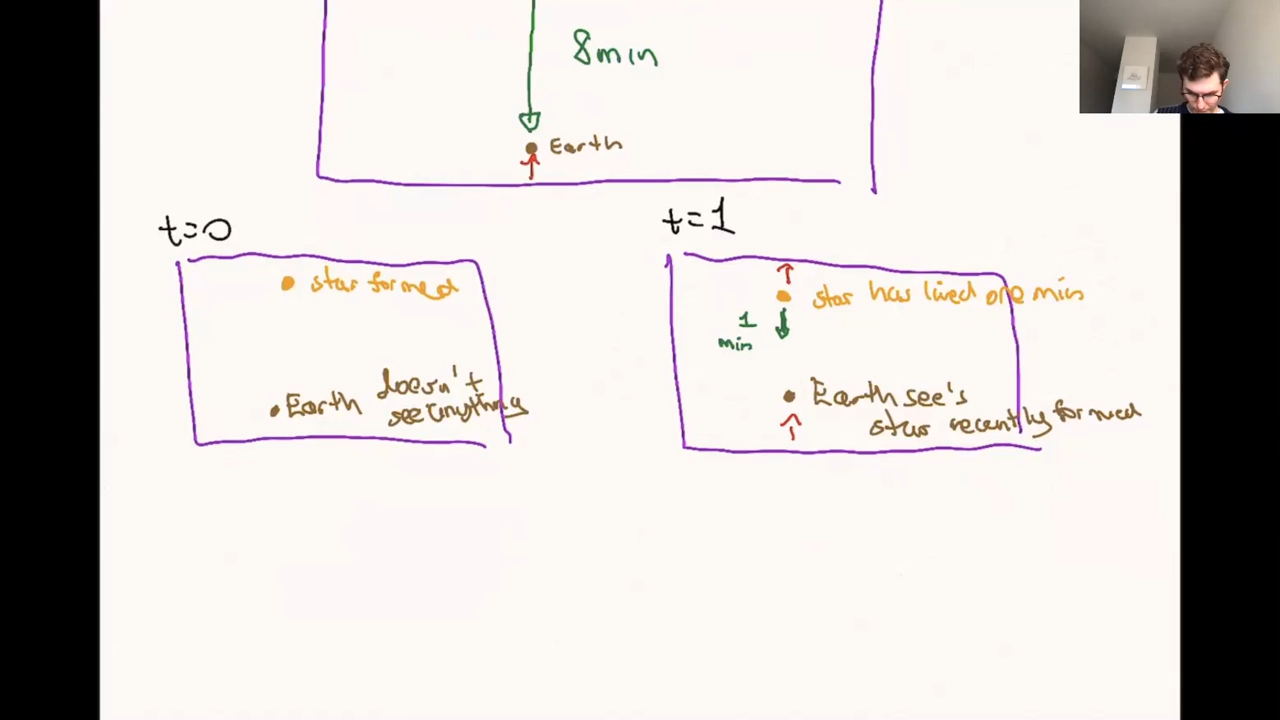 8min
Earth
t=0
t=1
star formed
star has lived one min
1
min
Earth doesn't
see anything
Earth see's
star recently formed